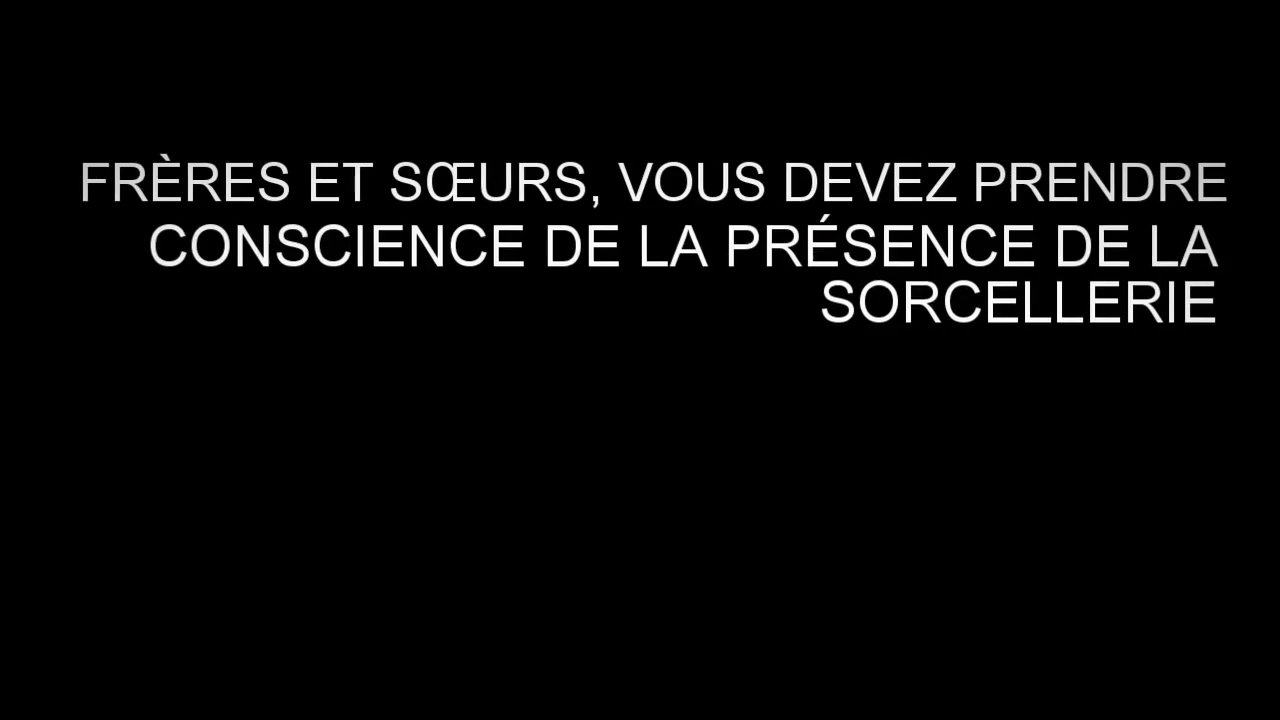 FRÈRES ET SŒURS, VOUS DEVEZ PRENDRE
CONSCIENCE DE LA PRÉSENCE DE LA
SORCELLERIE